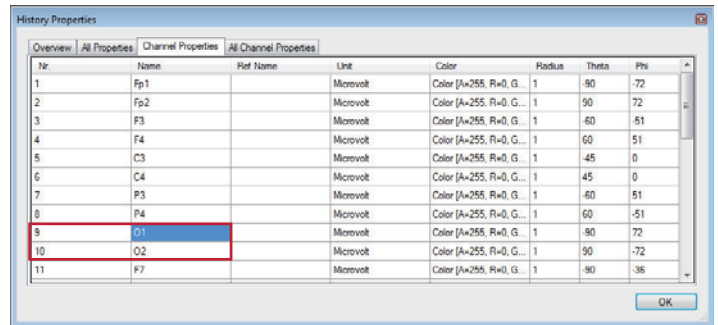 History Properties
Overview All Properties Channel Properties All Channel Properties
Nr. Name Ref Name Unit Color Radius Theta Phi
1 Fp1 Microvolt Color [A=255, R=0, G... 1 -90 -72
2 Fp2 Microvolt Color [A=255, R=0, G... 1 90 72
3 F3 Microvolt Color [A=255, R=0, G... 1 -60 -51
4 F4 Microvolt Color [A=255, R=0, G... 1 60 51
5 C3 Microvolt Color [A=255, R=0, G... 1 -45 0
6 C4 Microvolt Color [A=255, R=0, G... 1 45 0
7 P3 Microvolt Color [A=255, R=0, G... 1 -60 51
8 P4 Microvolt Color [A=255, R=0, G... 1 60 -51
9 O1 Microvolt Color [A=255, R=0, G... 1 -90 72
10 O2 Microvolt Color [A=255, R=0, G... 1 90 -72
11 F7 Microvolt Color [A=255, R=0, G... 1 -90 -36
OK